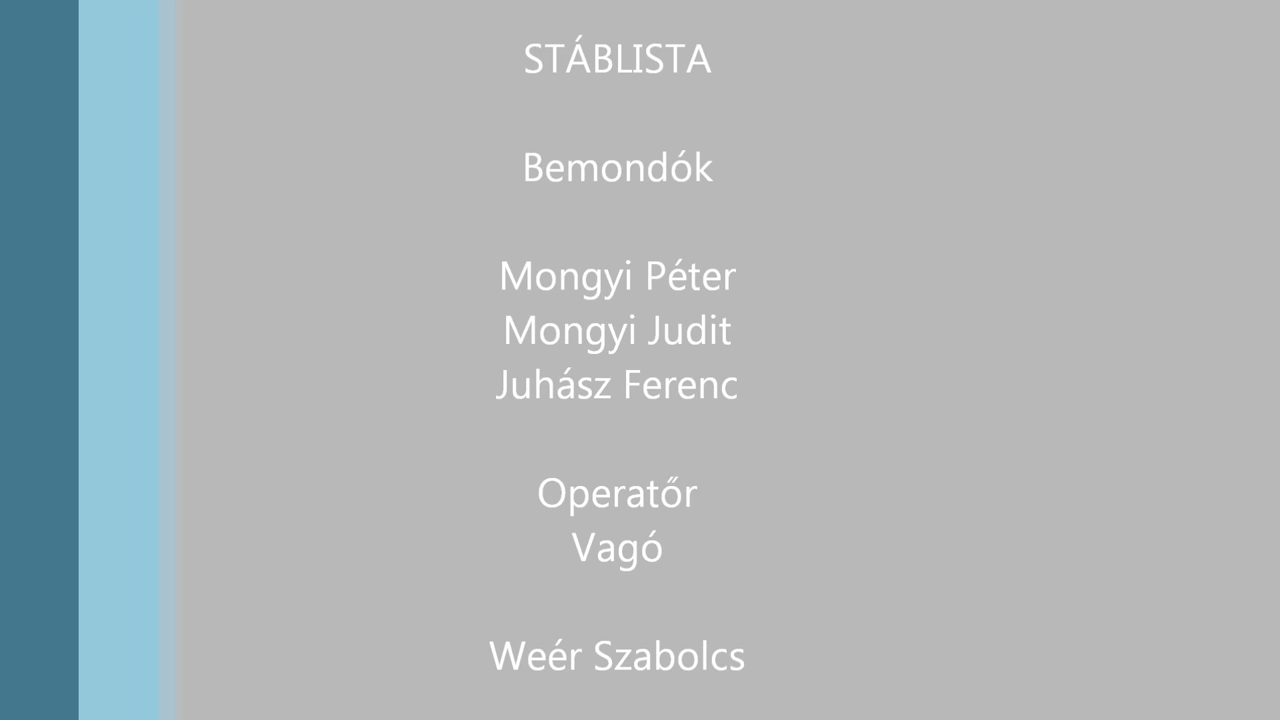 STÁBLISTA
Bemondók
Mongyi Péter
Mongyi Judit
Juhász Ferenc
Operatőr
Vagó
Weér Szabolcs